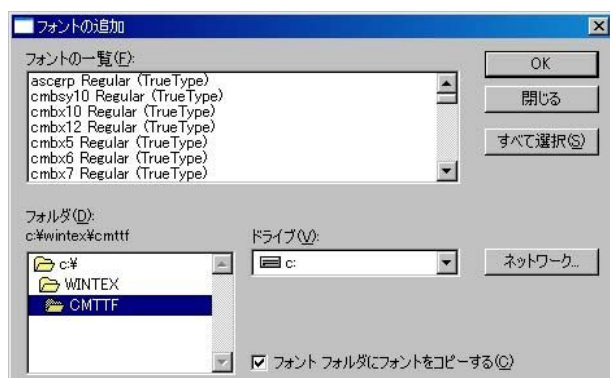 フォントの追加
フォントの一覧(F):
ascgrp Regular (TrueType)
cmbsy10 Regular (TrueType)
cmbx10 Regular (TrueType)
cmbx12 Regular (TrueType)
cmbx5 Regular (TrueType)
cmbx6 Regular (TrueType)
cmbx7 Regular (TrueType)
OK
閉じる
すべて選択(S)
フォルダ(D):
c:¥wintex¥cmttf
c:¥
WINTEX
CMTTF
ドライブ(V):
c:
ネットワーク...
フォント フォルダにフォントをコピーする(C)